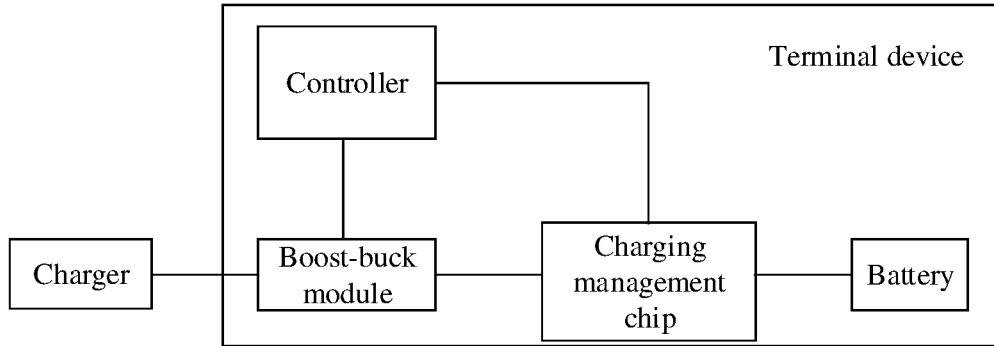 Terminal device
Controller
Charger
Boost-buck
module
Charging
management
chip
Battery